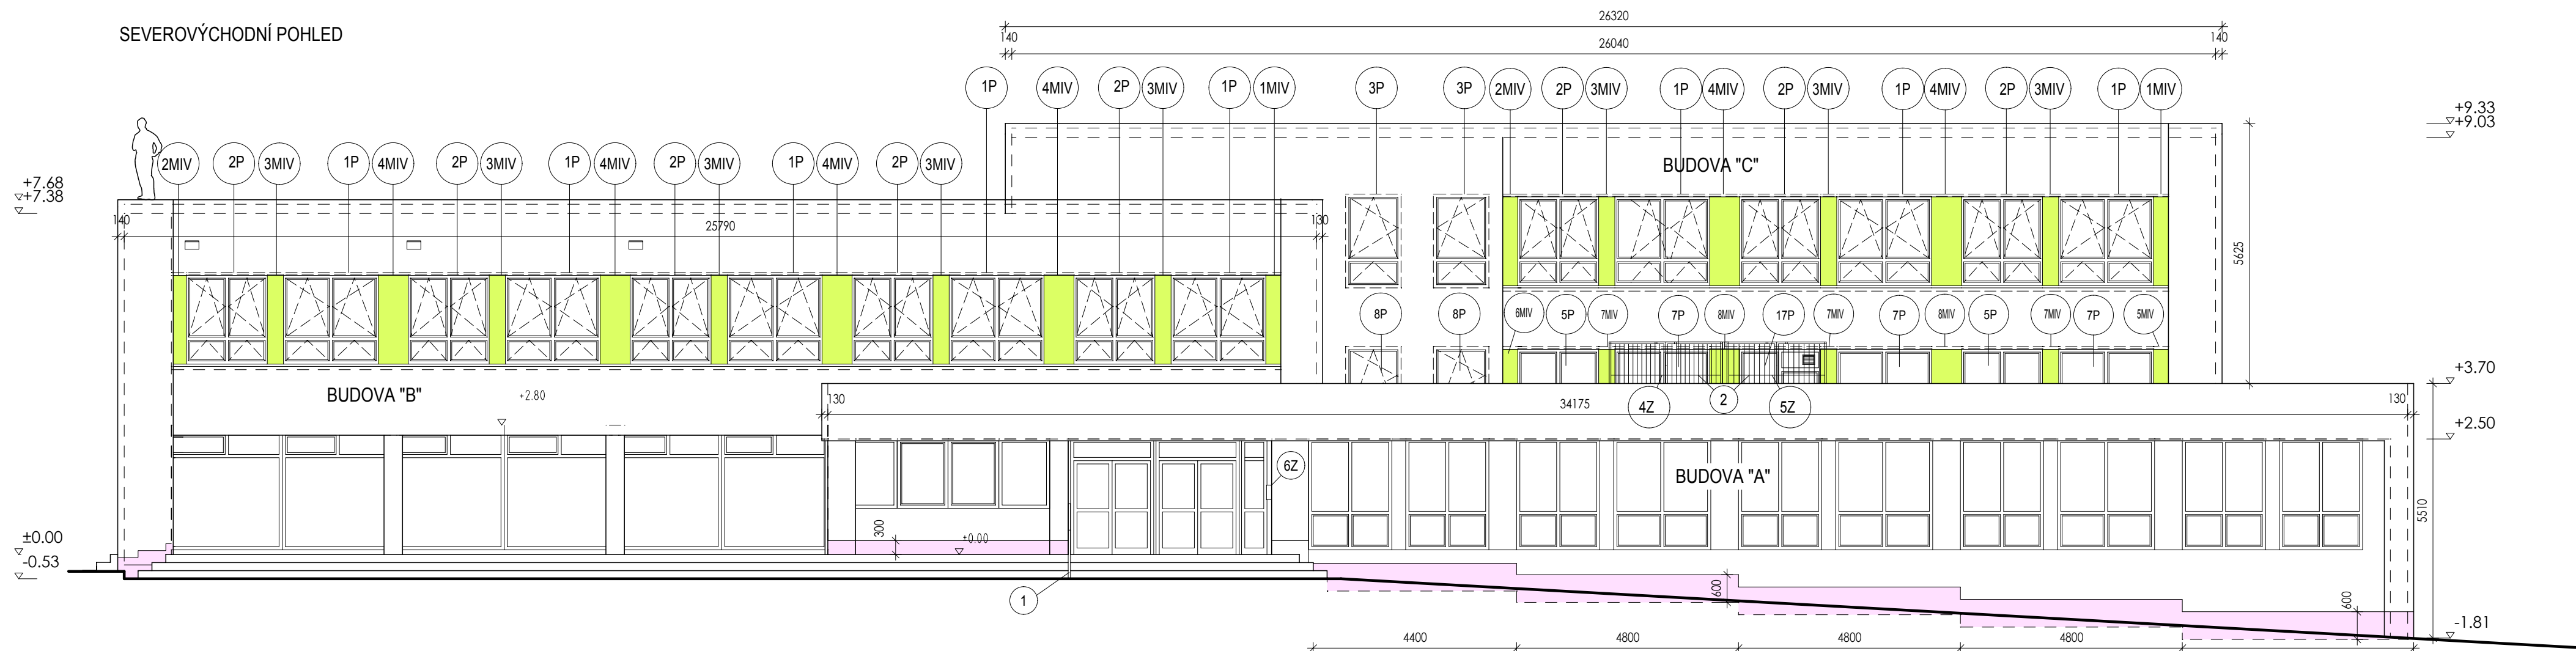 SEVEROVÝCHODNÍ POHLED
26320
140 26040 140
1P 4MIV 2P 3MIV 1P 1MIV 3P 3P 2MIV 2P 3MIV 1P 4MIV 2P 3MIV 1P 4MIV 2P 3MIV 1P 1MIV
+9.33
+9.03
2MIV 2P 3MIV 1P 4MIV 2P 3MIV 1P 4MIV 2P 3MIV 1P 4MIV 2P 3MIV
BUDOVA "C"
+7.68
+7.38
140 25790 130
5625
8P 8P 6MIV 5P 7MIV 7P 8MIV 17P 7MIV 7P 8MIV 5P 7MIV 7P 5MIV
+3.70
BUDOVA "B" +2.80
130 4Z 2 5Z 34175 130
+2.50
6Z
BUDOVA "A"
5510
±0.00
-0.53
300 ±0.00
600
600
1
-1.81
4400 4800 4800 4800